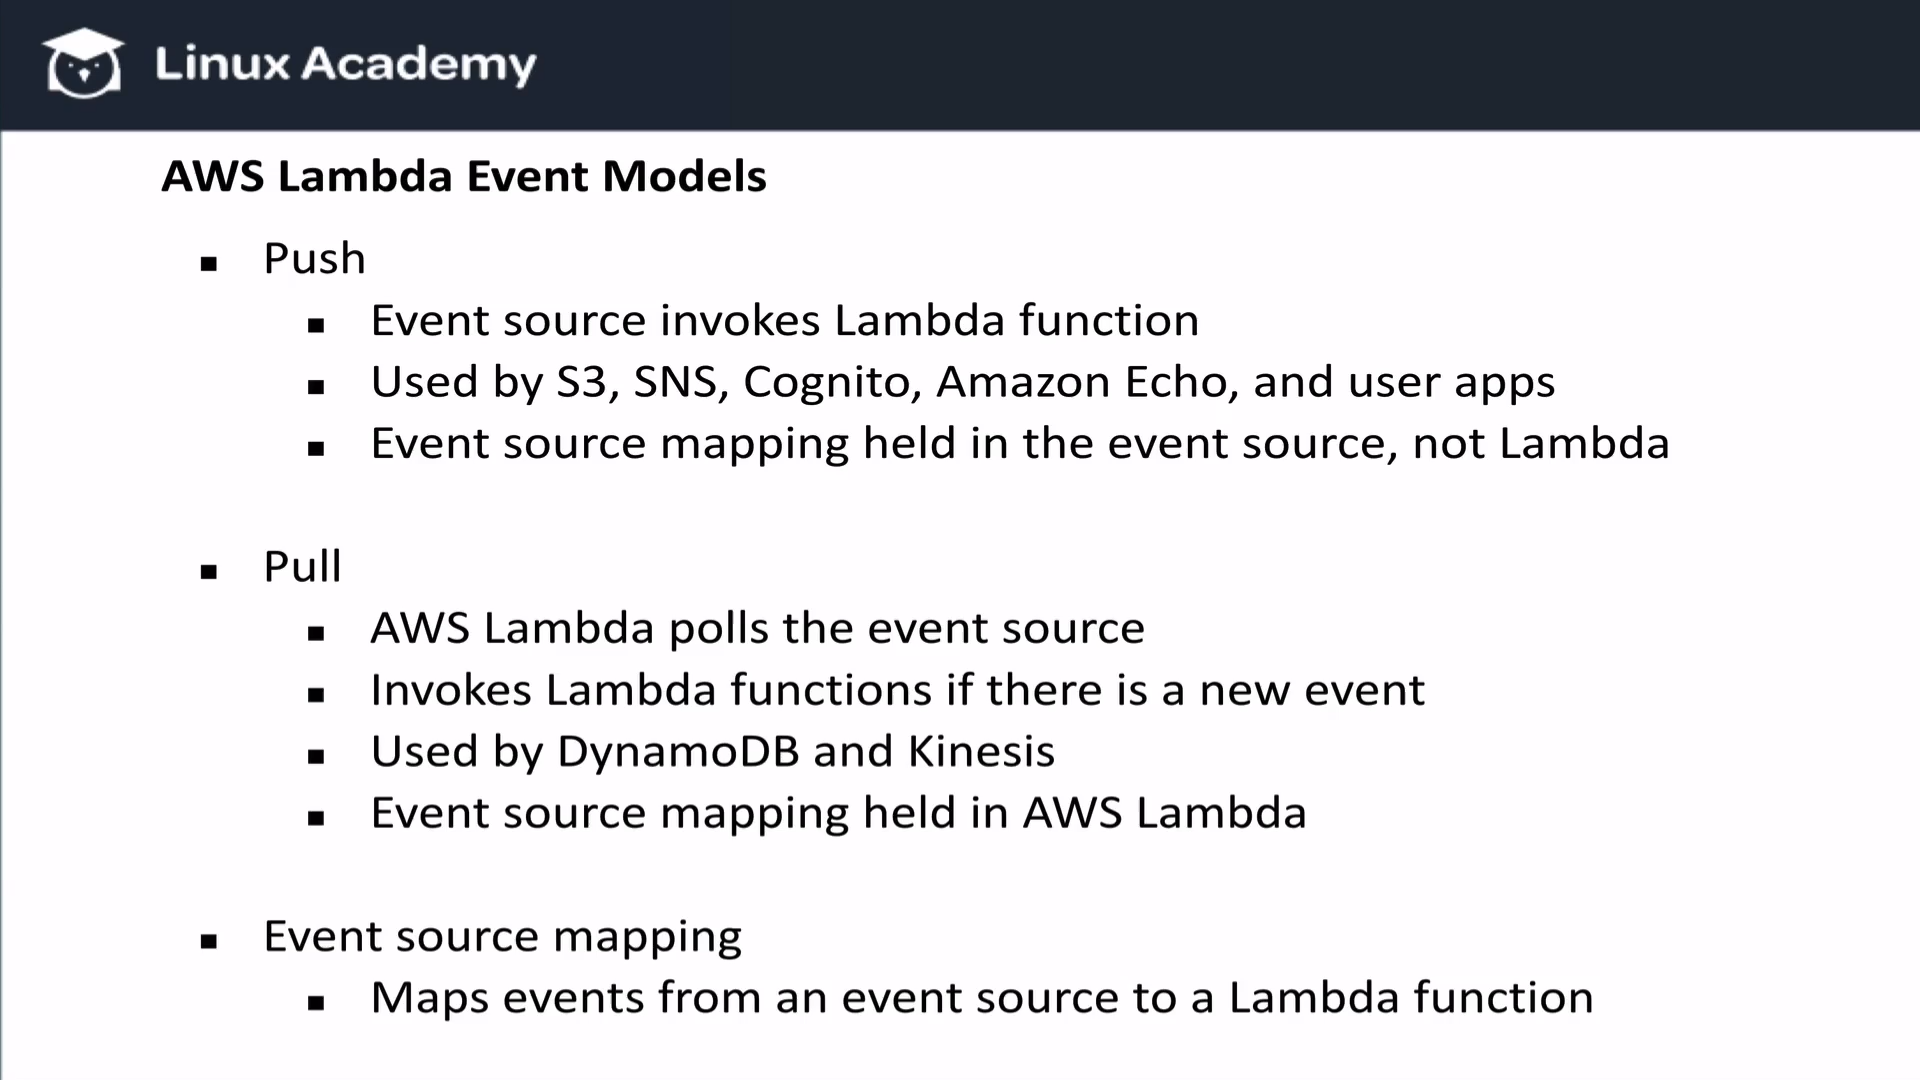 Linux Academy
AWS Lambda Event Models
▪ Push
▪ Event source invokes Lambda function
▪ Used by S3, SNS, Cognito, Amazon Echo, and user apps
▪ Event source mapping held in the event source, not Lambda
▪ Pull
▪ AWS Lambda polls the event source
▪ Invokes Lambda functions if there is a new event
▪ Used by DynamoDB and Kinesis
▪ Event source mapping held in AWS Lambda
▪ Event source mapping
▪ Maps events from an event source to a Lambda function